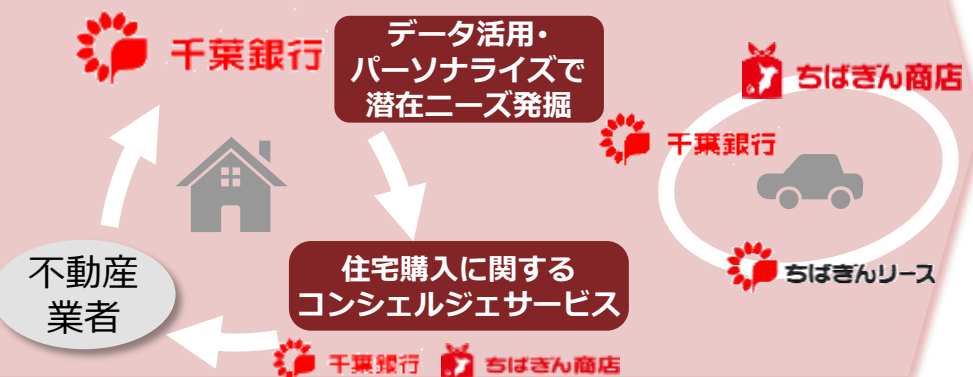 千葉銀行
データ活用・
パーソナライズで
潜在ニーズ発掘
ちばぎん商店
千葉銀行
ちばぎんリース
住宅購入に関する
コンシェルジェサービス
不動産
業者
千葉銀行
ちばぎん商店